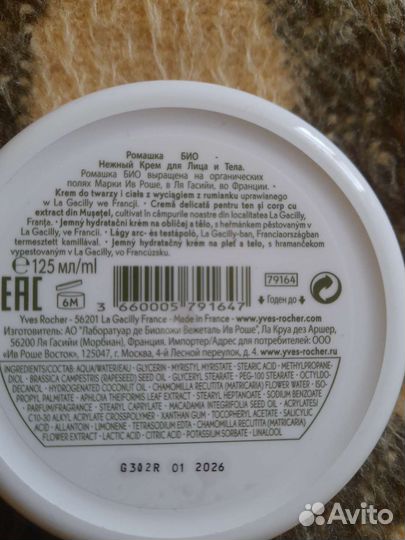 Ромашка БИО -
Нежный Крем для Лица и Тела.
Ромашка БИО выращена на органических
полях Марки Ив Роше, в Ля Гасийи, во Франции. •
Krem do twarzy i ciała z wyciągiem z rumianku uprawianego
w La Gacilly we Francji. • Cremă delicată pentru ten și corp cu
extract din Mușețel, cultivat în câmpurile noastre din localitatea La Gacilly,
Franța. • Jemný hydratační krém na obličej a tělo, s heřmánkem pěstovaným v
La Gacilly, ve Francii. • Lágy arc- és testápoló, La Gacilly-ban, Franciaországban
termesztett kamillával. • Jemný hydratačný krém na pleť a telo, s harmančekom
vypestovaným v La Gacilly, vo Francúzsku.
℮125 мл/ml
79164
EAC
6M
3 660005 791647
Годен до
Yves Rocher - 56201 La Gacilly France - Made in France - www.yves-rocher.com
Изготовитель: АО "Лаборатуар де Биоложи Вежеталь Ив Роше", Ла Круа дез Аршер,
56200 Ля Гасийи (Морбиан), Франция. Импортер/Адрес для потребителей: ООО
«Ив Роше Восток», 125047, г. Москва, 4-й Лесной переулок, д. 4. www.yves-rocher.ru
INGREDIENTS/СОСТАВ: AQUA/WATER(EAU) - GLYCERIN - MYRISTYL MYRISTATE - STEARIC ACID - METHYLPROPANE-
DIOL - BRASSICA CAMPESTRIS (RAPESEED) SEED OIL - GLYCERYL STEARATE - PEG-100 STEARATE - OCTYLDO-
DECANOL - HYDROGENATED COCONUT OIL - CHAMOMILLA RECUTITA (MATRICARIA) FLOWER WATER - ISO-
PROPYL PALMITATE - APHLOIA THEIFORMIS LEAF EXTRACT - STEARYL HEPTANOATE - SODIUM BENZOATE
- PARFUM/FRAGRANCE - STEARYL CAPRYLATE - MACADAMIA INTEGRIFOLIA SEED OIL - ACRYLATES/
C10-30 ALKYL ACRYLATE CROSSPOLYMER - XANTHAN GUM - TOCOPHERYL ACETATE - SALICYLIC
ACID - ALLANTOIN - LIMONENE - TETRASODIUM EDTA - CHAMOMILLA RECUTITA (MATRICARIA)
FLOWER EXTRACT - LACTIC ACID - CITRIC ACID - POTASSIUM SORBATE - LINALOOL
G302R 01 2026
Avito